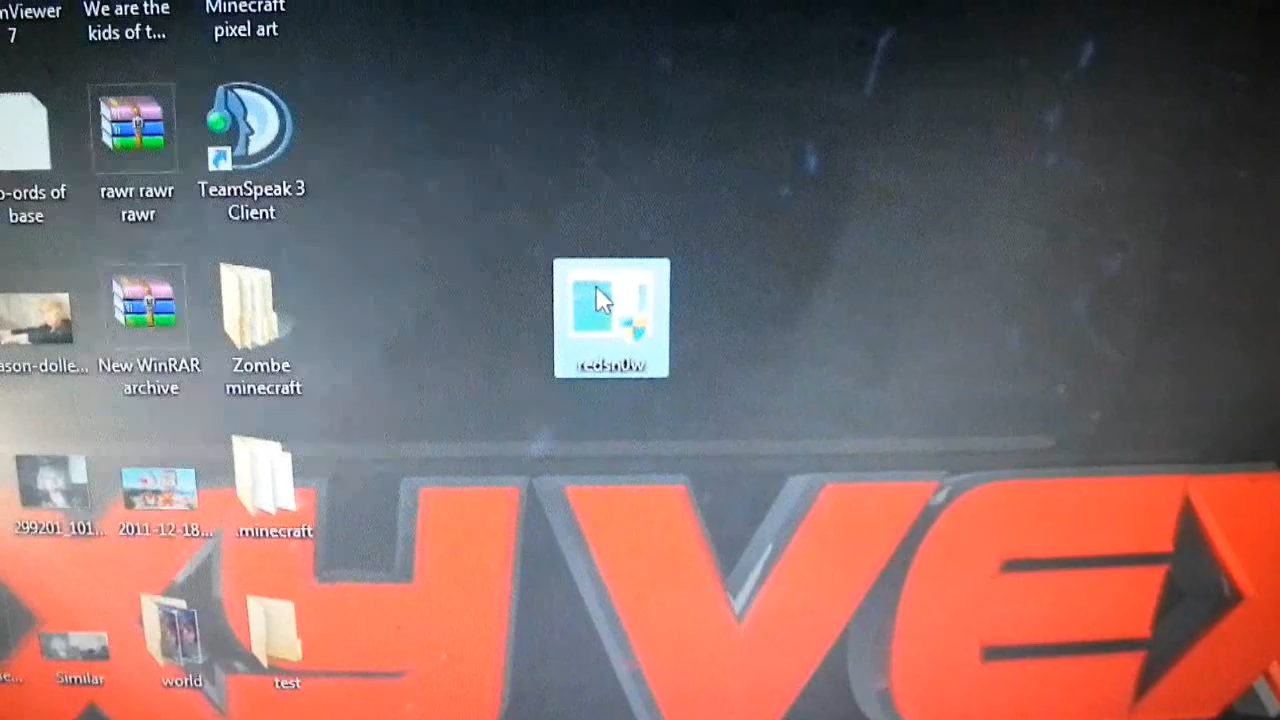 mViewer
7
We are the
kids of t...
Minecraft
pixel art
o-ords of
base
rawr rawr
rawr
TeamSpeak 3
Client
ason-dolle...
New WinRAR
archive
Zombe
minecraft
redsn0w
299201_101...
2011-12-18...
.minecraft
Similar
world
test